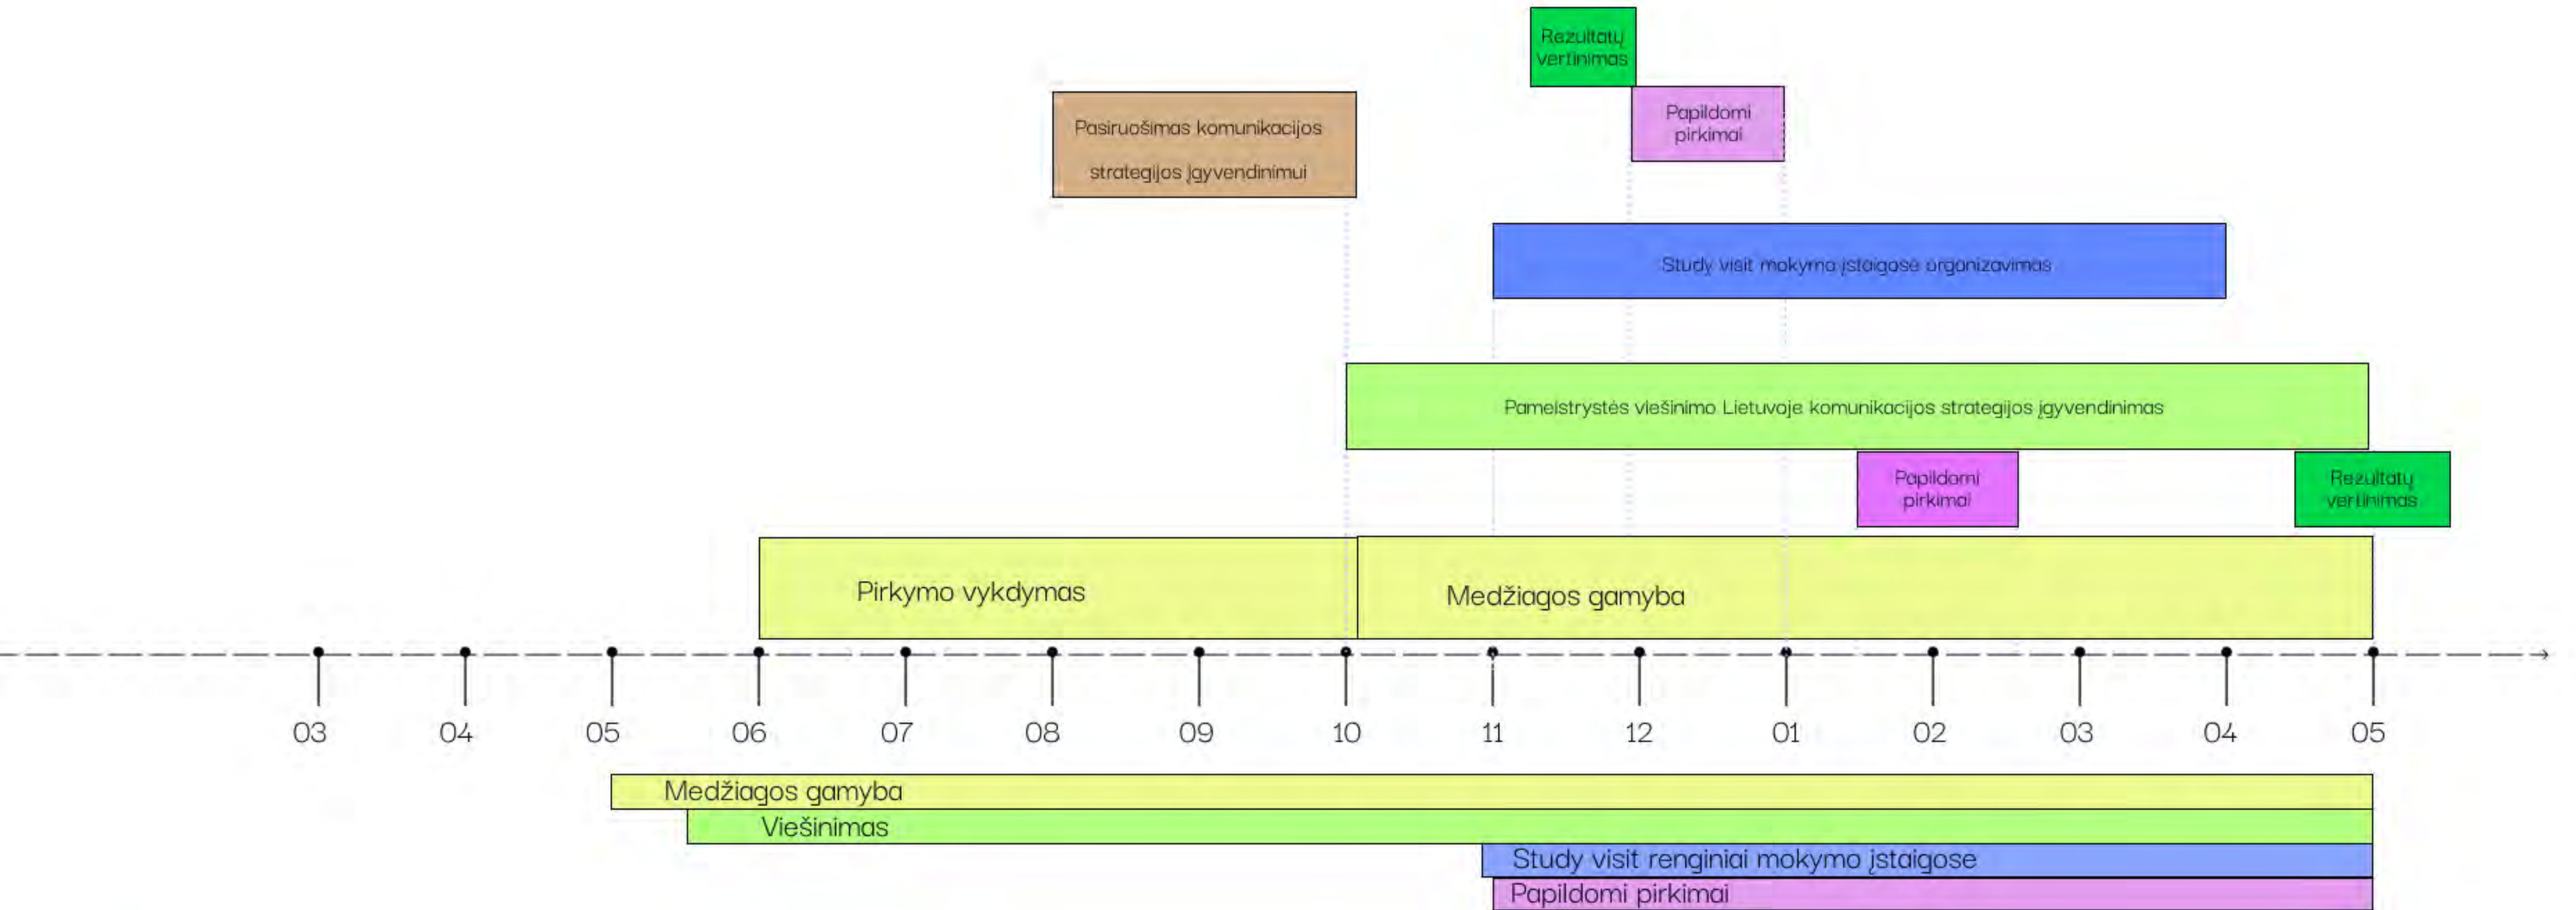 Rezultatų
vertinimas
Papildomi
pirkimai
Pasiruošimas komunikacijos
strategijos įgyvendinimui
Study visit mokymo įstaigose organizavimas
Pameistrystės viešinimo Lietuvoje komunikacijos strategijos įgyvendinimas
Papildomi
pirkimai
Rezultatų
vertinimas
Pirkymo vykdymas
Medžiagos gamyba
03 04 05 06 07 08 09 10 11 12 01 02 03 04 05
Medžiagos gamyba
Viešinimas
Study visit renginiai mokymo įstaigose
Papildomi pirkimai